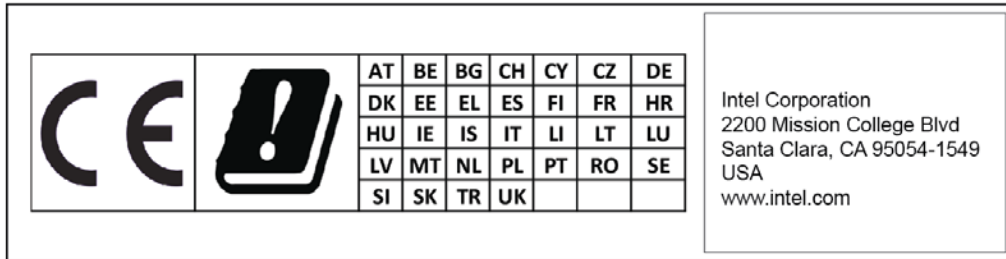 CE
!
AT BE BG CH CY CZ DE
DK EE EL ES FI FR HR
HU IE IS IT LI LT LU
LV MT NL PL PT RO SE
SI SK TR UK
Intel Corporation
2200 Mission College Blvd
Santa Clara, CA 95054-1549
USA
www.intel.com